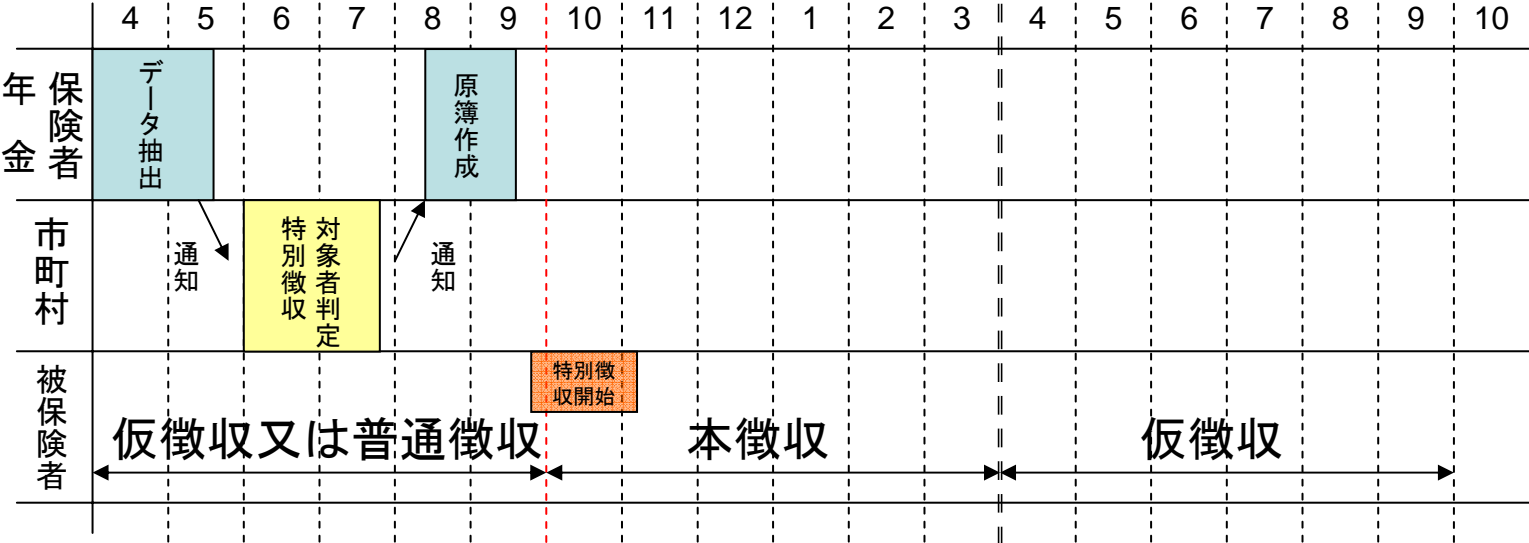 4 5 6 7 8 9 10 11 12 1 2 3 4 5 6 7 8 9 10
年金
保険者
データ抽出
原簿作成
市町村
通知
特別徴収
対象者判定
通知
被保険者
特別徴
収開始
仮徴収又は普通徴収
本徴収
仮徴収